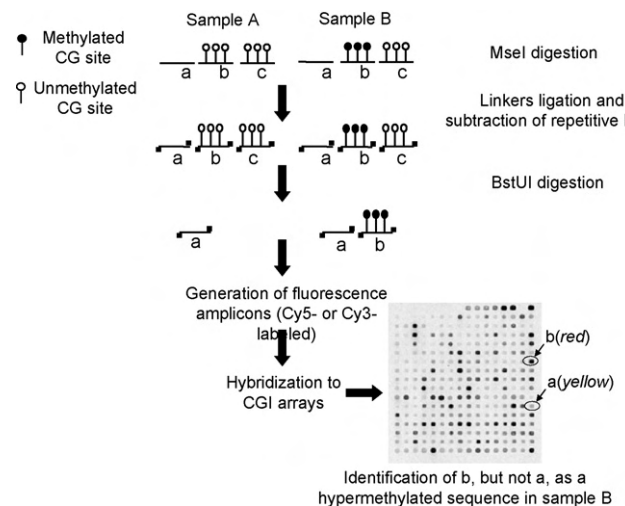 Sample A Sample B
Methylated
CG site
Unmethylated
CG site
a b c a b c
MseI digestion
Linkers ligation and
subtraction of repetitive
a b c a b c
BstUI digestion
a a b
Generation of fluorescence
amplicons (Cy5- or Cy3-
labeled)
Hybridization to
CGI arrays
b(red)
a(yellow)
Identification of b, but not a, as a
hypermethylated sequence in sample B